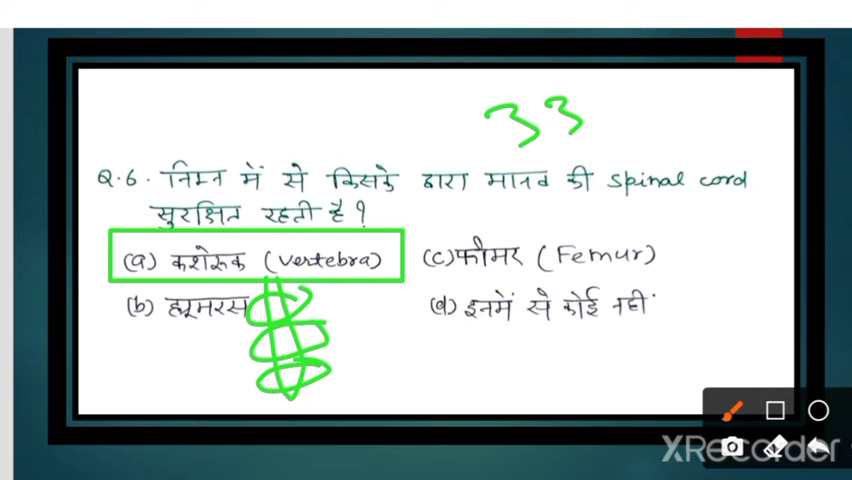 33
Q.6. निम्न में से किसके द्वारा मानव की spinal cord
सुरक्षित रहती है?
(a) कशेरूक (vertebra) (c) फीमर (Femur)
(b) ह्यूमरस (d) इनमें से कोई नहीं
XRecorder